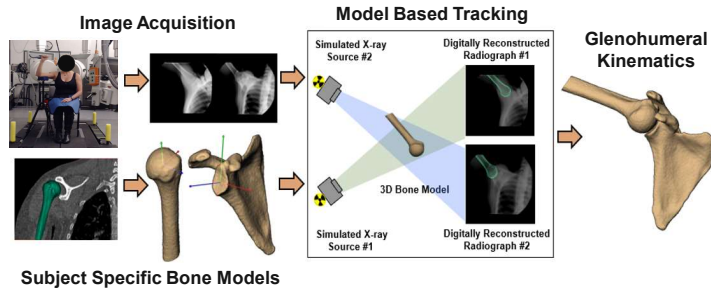 Image Acquisition
Model Based Tracking
Simulated X-ray
Source #2
Digitally Reconstructed
Radiograph #1
Glenohumeral
Kinematics
3D Bone Model
Simulated X-ray
Source #1
Digitally Reconstructed
Radiograph #2
Subject Specific Bone Models